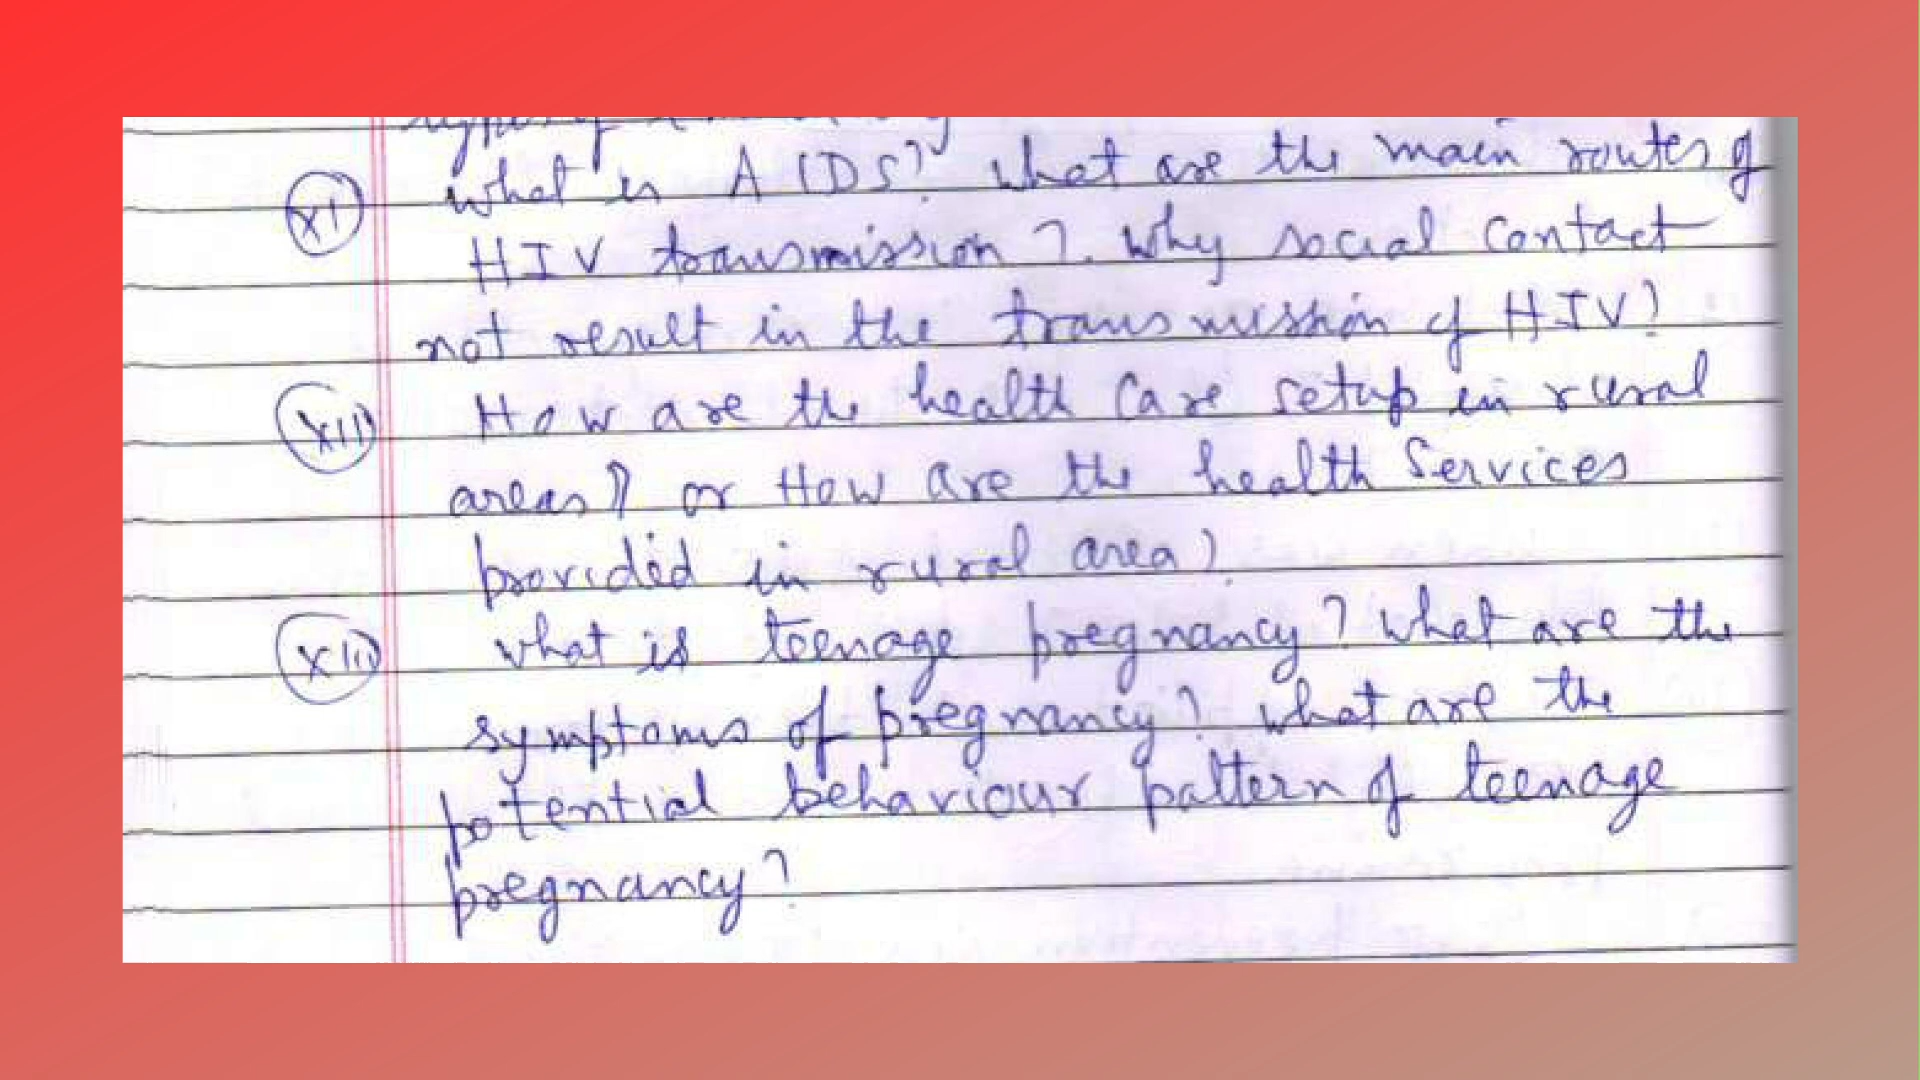 types of
(xi) what is AIDS? what are the main routes of
HIV transmission?. Why social contact
not result in the transmission of HIV?
(xii) How are the health care setup in rural
areas? or How are the health services
provided in rural area?
(xiii) what is teenage pregnancy? what are the
symptoms of pregnancy? what are the
potential behaviour pattern of teenage
pregnancy?